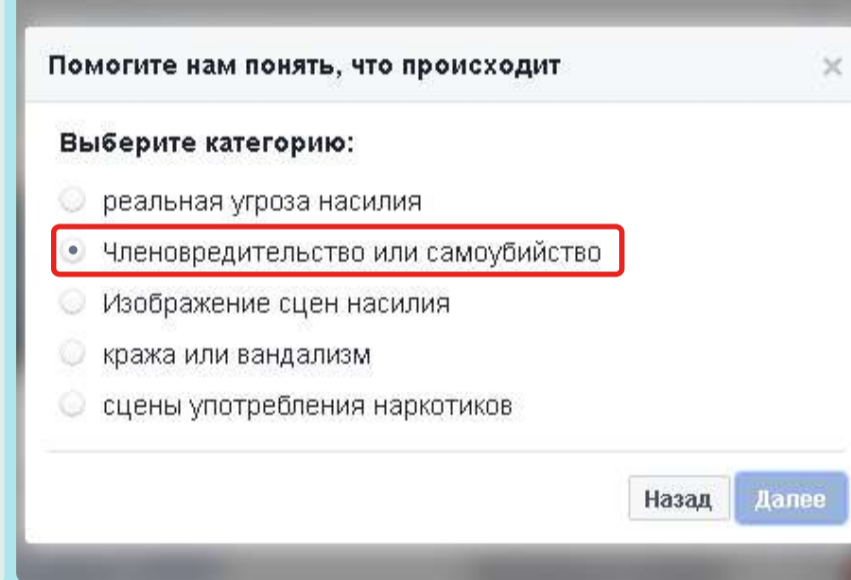 Помогите нам понять, что происходит
Выберите категорию:
реальная угроза насилия
Членовредительство или самоубийство
Изображение сцен насилия
кража или вандализм
сцены употребления наркотиков
Назад Далее